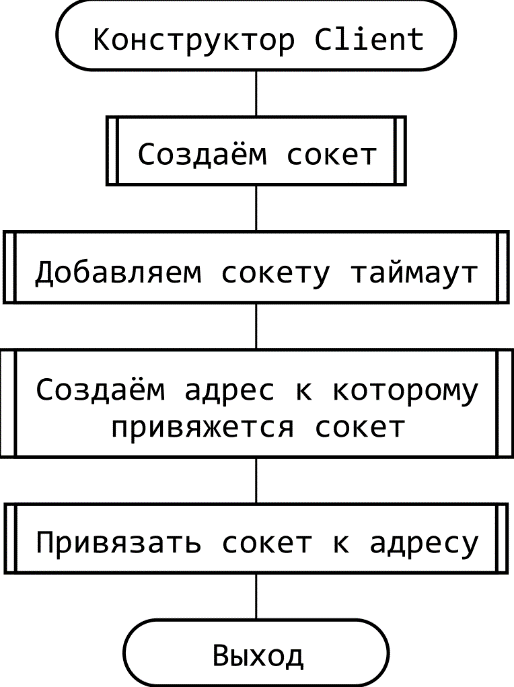 Конструктор Client
Создаём сокет
Добавляем сокету таймаут
Создаём адрес к которому
привяжется сокет
Привязать сокет к адресу
Выход